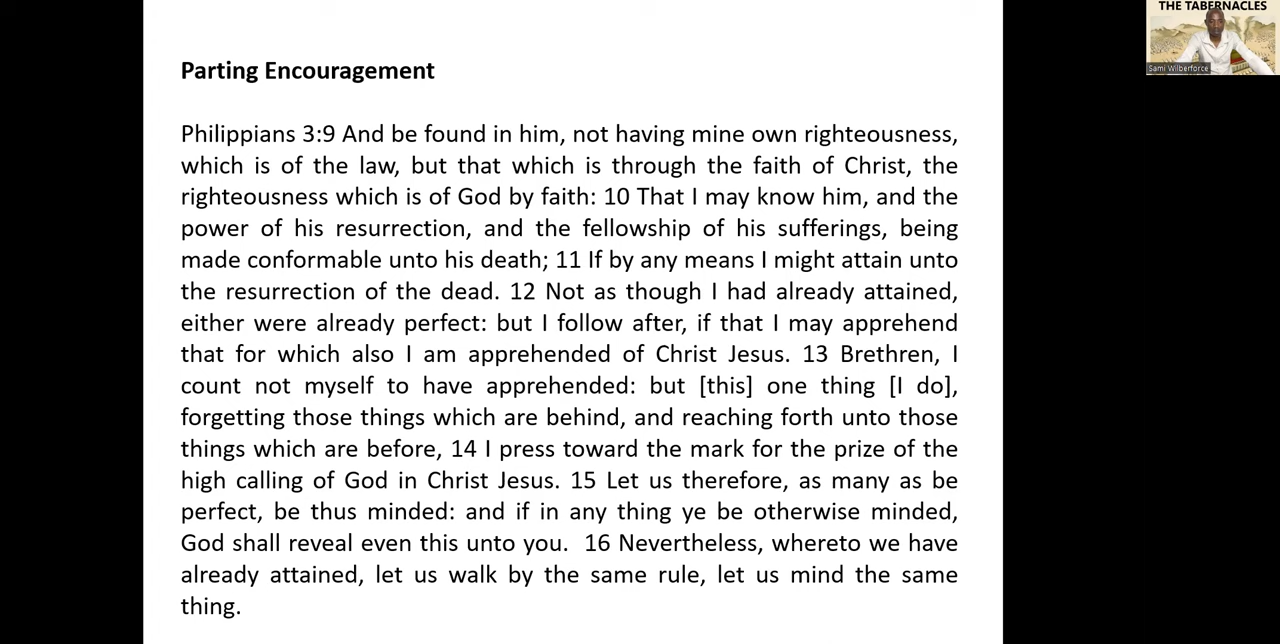 THE TABERNACLES
Sami Wilberforce
Parting Encouragement
Philippians 3:9 And be found in him, not having mine own righteousness,
which is of the law, but that which is through the faith of Christ, the
righteousness which is of God by faith: 10 That I may know him, and the
power of his resurrection, and the fellowship of his sufferings, being
made conformable unto his death; 11 If by any means I might attain unto
the resurrection of the dead. 12 Not as though I had already attained,
either were already perfect: but I follow after, if that I may apprehend
that for which also I am apprehended of Christ Jesus. 13 Brethren, I
count not myself to have apprehended: but [this] one thing [I do],
forgetting those things which are behind, and reaching forth unto those
things which are before, 14 I press toward the mark for the prize of the
high calling of God in Christ Jesus. 15 Let us therefore, as many as be
perfect, be thus minded: and if in any thing ye be otherwise minded,
God shall reveal even this unto you.  16 Nevertheless, whereto we have
already attained, let us walk by the same rule, let us mind the same
thing.